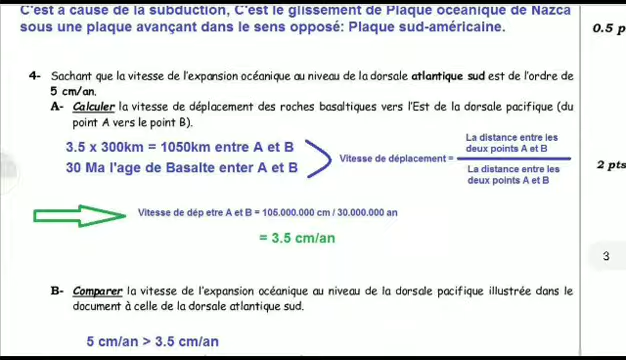 C'est à cause de la subduction, C'est le glissement de Plaque océanique de Nazca
sous une plaque avançant dans le sens opposé: Plaque sud-américaine.
0.5 p
4- Sachant que la vitesse de l'expansion océanique au niveau de la dorsale atlantique sud est de l'ordre de
5 cm/an.
A- Calculer la vitesse de déplacement des roches basaltiques vers l'Est de la dorsale pacifique (du
point A vers le point B).
3.5 x 300km = 1050km entre A et B
30 Ma l'age de Basalte enter A et B
Vitesse de déplacement =
La distance entre les
deux points A et B
La distance entre les
deux points A et B
2 pts
Vitesse de dép etre A et B = 105.000.000 cm / 30.000.000 an
= 3.5 cm/an
3
B- Comparer la vitesse de l'expansion océanique au niveau de la dorsale pacifique illustrée dans le
document à celle de la dorsale atlantique sud.
5 cm/an > 3.5 cm/an